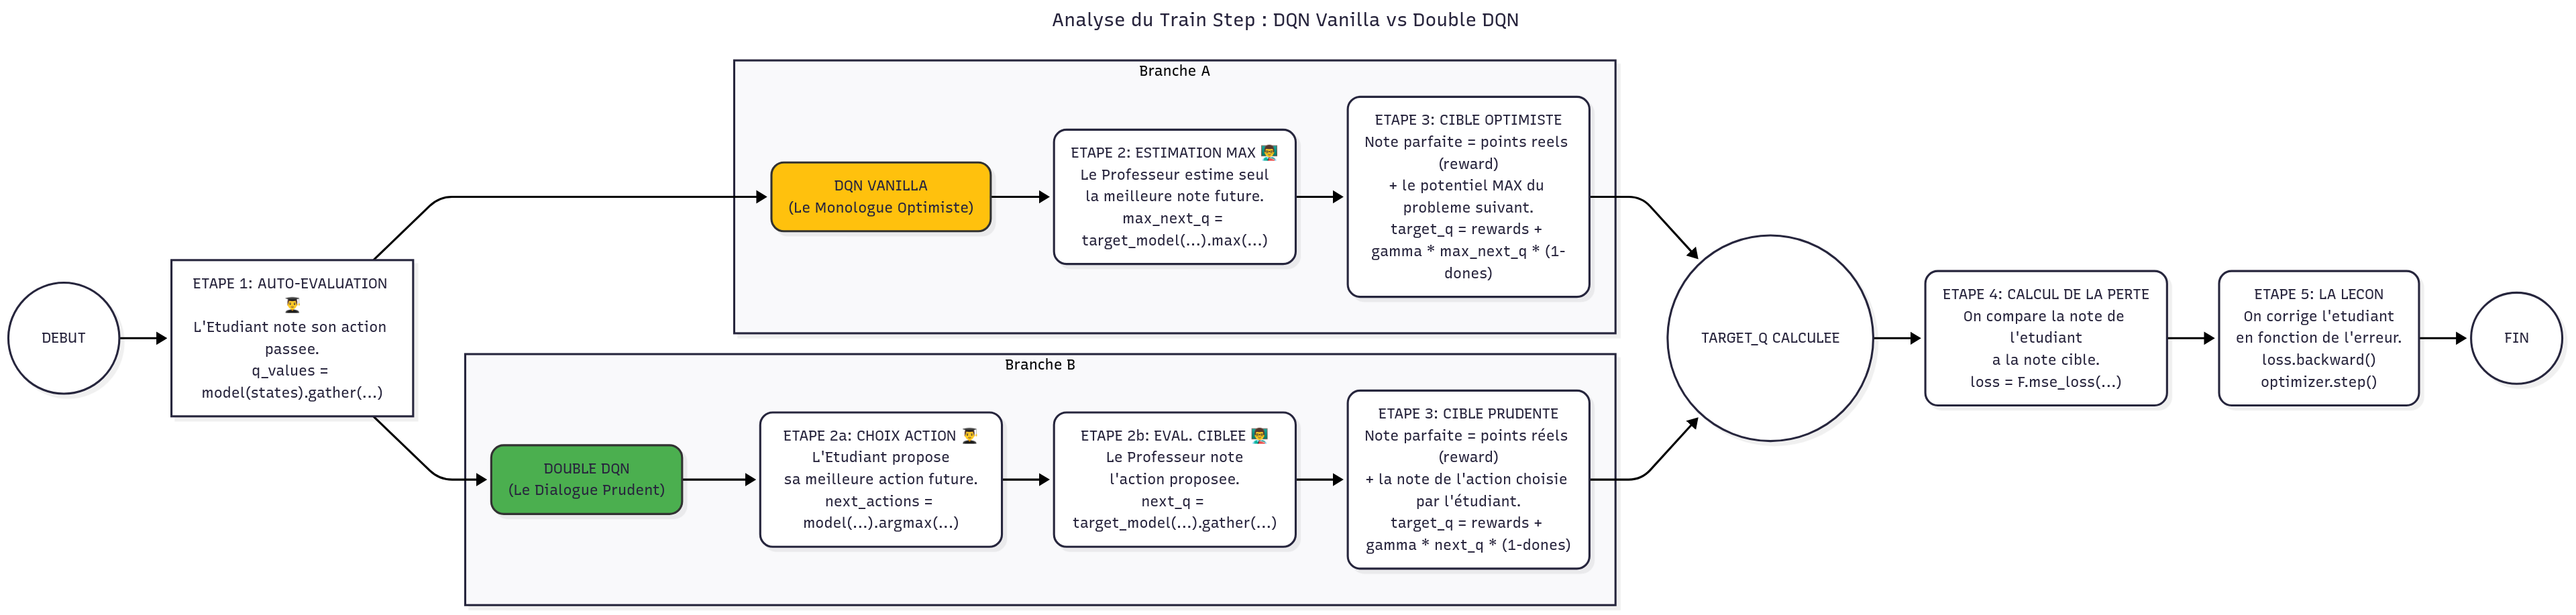 Analyse du Train Step : DQN Vanilla vs Double DQN
DEBUT
ETAPE 1: AUTO-EVALUATION
👨‍🎓
L'Etudiant note son action
passee.
q_values =
model(states).gather(...)
Branche A
DQN VANILLA
(Le Monologue Optimiste)
ETAPE 2: ESTIMATION MAX 👨‍🏫
Le Professeur estime seul
la meilleure note future.
max_next_q =
target_model(...).max(...)
ETAPE 3: CIBLE OPTIMISTE
Note parfaite = points reels
(reward)
+ le potentiel MAX du
probleme suivant.
target_q = rewards +
gamma * max_next_q * (1-
dones)
Branche B
DOUBLE DQN
(Le Dialogue Prudent)
ETAPE 2a: CHOIX ACTION 👨‍🎓
L'Etudiant propose
sa meilleure action future.
next_actions =
model(...).argmax(...)
ETAPE 2b: EVAL. CIBLEE 👨‍🏫
Le Professeur note
l'action proposee.
next_q =
target_model(...).gather(...)
ETAPE 3: CIBLE PRUDENTE
Note parfaite = points réels
(reward)
+ la note de l'action choisie
par l'étudiant.
target_q = rewards +
gamma * next_q * (1-dones)
TARGET_Q CALCULEE
ETAPE 4: CALCUL DE LA PERTE
On compare la note de
l'etudiant
a la note cible.
loss = F.mse_loss(...)
ETAPE 5: LA LECON
On corrige l'etudiant
en fonction de l'erreur.
loss.backward()
optimizer.step()
FIN